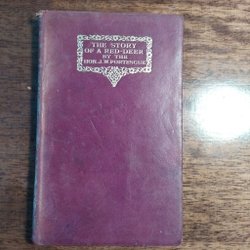 THE STORY
OF A RED-DEER
BY THE
HON. J. W. FORTESCUE